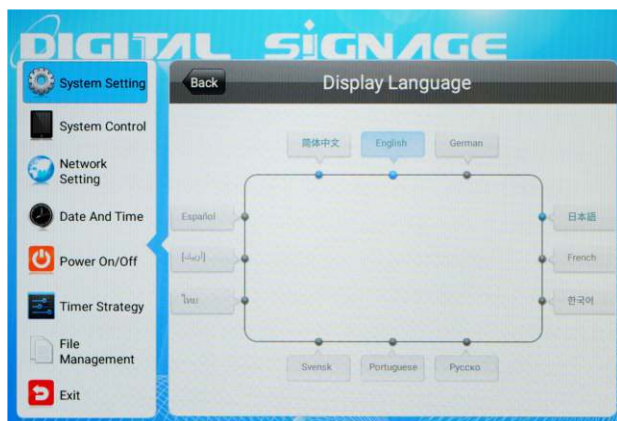 DIGITAL SIGNAGE
System Setting
System Control
Network
Setting
Date And Time
Power On/Off
Timer Strategy
File
Management
Exit
Back
Display Language
简体中文
English
German
Español
ไทย
日本語
French
한국어
Svensk
Portuguese
Русско